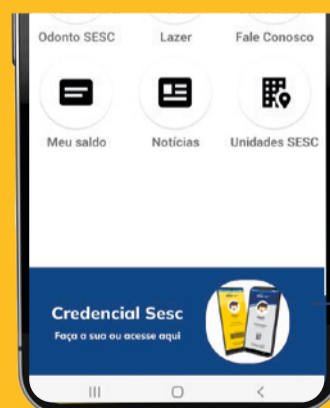 Odonto SESC Lazer Fale Conosco
Meu saldo Notícias Unidades SESC
Credencial Sesc
Faça a sua ou acesse aqui